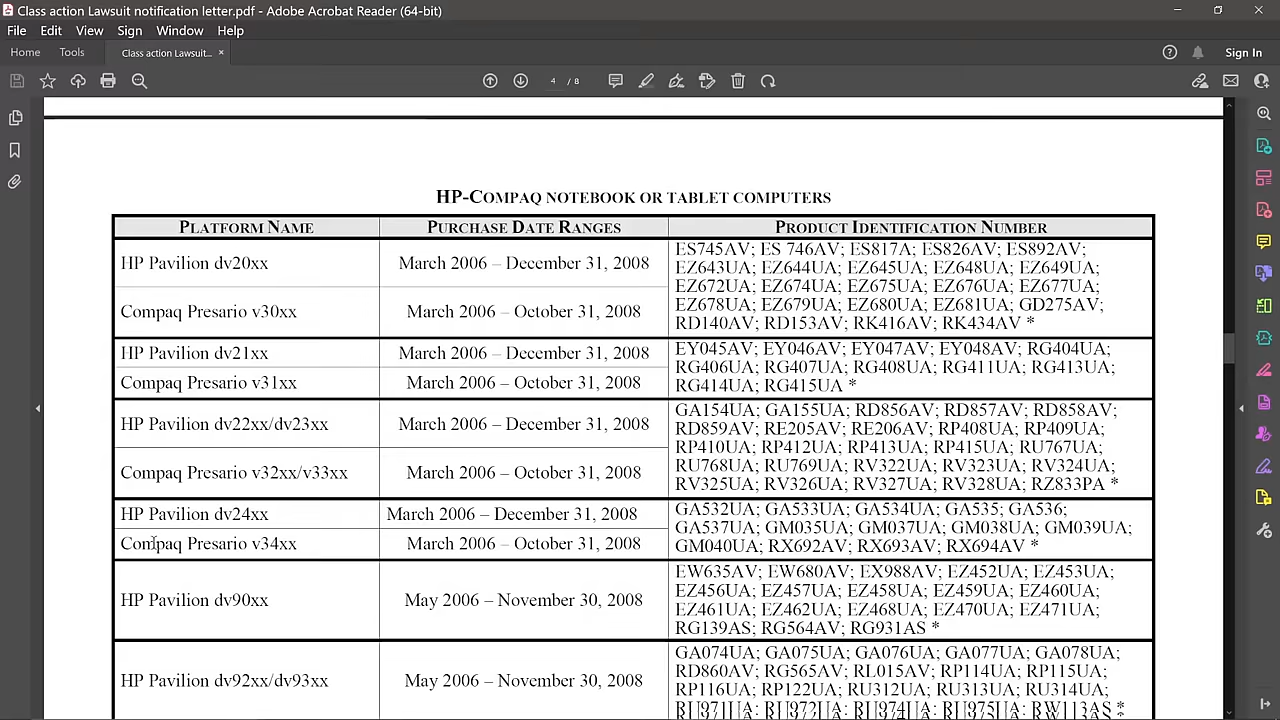 Class action Lawsuit notification letter.pdf - Adobe Acrobat Reader (64-bit)
File Edit View Sign Window Help
Home Tools Class action Lawsuit... × Sign In
4 / 8
HP-COMPAQ NOTEBOOK OR TABLET COMPUTERS
PLATFORM NAME PURCHASE DATE RANGES PRODUCT IDENTIFICATION NUMBER
HP Pavilion dv20xx March 2006 – December 31, 2008
Compaq Presario v30xx March 2006 – October 31, 2008
ES745AV; ES 746AV; ES817A; ES826AV; ES892AV;
EZ643UA; EZ644UA; EZ645UA; EZ648UA; EZ649UA;
EZ672UA; EZ674UA; EZ675UA; EZ676UA; EZ677UA;
EZ678UA; EZ679UA; EZ680UA; EZ681UA; GD275AV;
RD140AV; RD153AV; RK416AV; RK434AV *
HP Pavilion dv21xx March 2006 – December 31, 2008
Compaq Presario v31xx March 2006 – October 31, 2008
EY045AV; EY046AV; EY047AV; EY048AV; RG404UA;
RG406UA; RG407UA; RG408UA; RG411UA; RG413UA;
RG414UA; RG415UA *
HP Pavilion dv22xx/dv23xx March 2006 – December 31, 2008
Compaq Presario v32xx/v33xx March 2006 – October 31, 2008
GA154UA; GA155UA; RD856AV; RD857AV; RD858AV;
RD859AV; RE205AV; RE206AV; RP408UA; RP409UA;
RP410UA; RP412UA; RP413UA; RP415UA; RU767UA;
RU768UA; RU769UA; RV322UA; RV323UA; RV324UA;
RV325UA; RV326UA; RV327UA; RV328UA; RZ833PA *
HP Pavilion dv24xx March 2006 – December 31, 2008
Compaq Presario v34xx March 2006 – October 31, 2008
GA532UA; GA533UA; GA534UA; GA535; GA536;
GA537UA; GM035UA; GM037UA; GM038UA; GM039UA;
GM040UA; RX692AV; RX693AV; RX694AV *
HP Pavilion dv90xx May 2006 – November 30, 2008
EW635AV; EW680AV; EX988AV; EZ452UA; EZ453UA;
EZ456UA; EZ457UA; EZ458UA; EZ459UA; EZ460UA;
EZ461UA; EZ462UA; EZ468UA; EZ470UA; EZ471UA;
RG139AS; RG564AV; RG931AS *
HP Pavilion dv92xx/dv93xx May 2006 – November 30, 2008
GA074UA; GA075UA; GA076UA; GA077UA; GA078UA;
RD860AV; RG565AV; RL015AV; RP114UA; RP115UA;
RP116UA; RP122UA; RU312UA; RU313UA; RU314UA;
RU971UA; RU972UA; RU974UA; RU975UA; RW113AS *